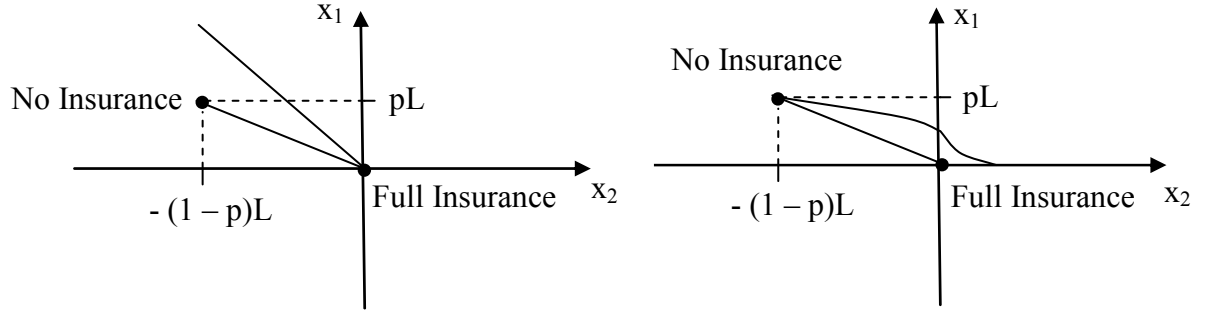 x₁
No Insurance
pL
Full Insurance
x₂
- (1 – p)L
x₁
No Insurance
pL
Full Insurance
x₂
- (1 – p)L